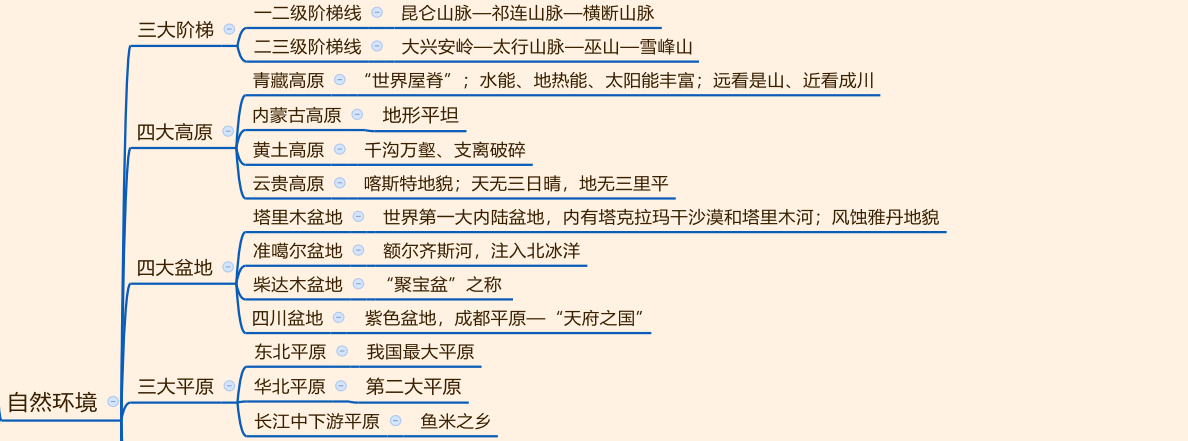 一二级阶梯线 昆仑山脉—祁连山脉—横断山脉
三大阶梯
二三级阶梯线 大兴安岭—太行山脉—巫山—雪峰山
青藏高原 “世界屋脊”；水能、地热能、太阳能丰富；远看是山、近看成川
内蒙古高原 地形平坦
四大高原
黄土高原 千沟万壑、支离破碎
云贵高原 喀斯特地貌；天无三日晴，地无三里平
塔里木盆地 世界第一大内陆盆地，内有塔克拉玛干沙漠和塔里木河；风蚀雅丹地貌
准噶尔盆地 额尔齐斯河，注入北冰洋
四大盆地
柴达木盆地 “聚宝盆”之称
四川盆地 紫色盆地，成都平原—“天府之国”
东北平原 我国最大平原
三大平原 华北平原 第二大平原
自然环境
长江中下游平原 鱼米之乡